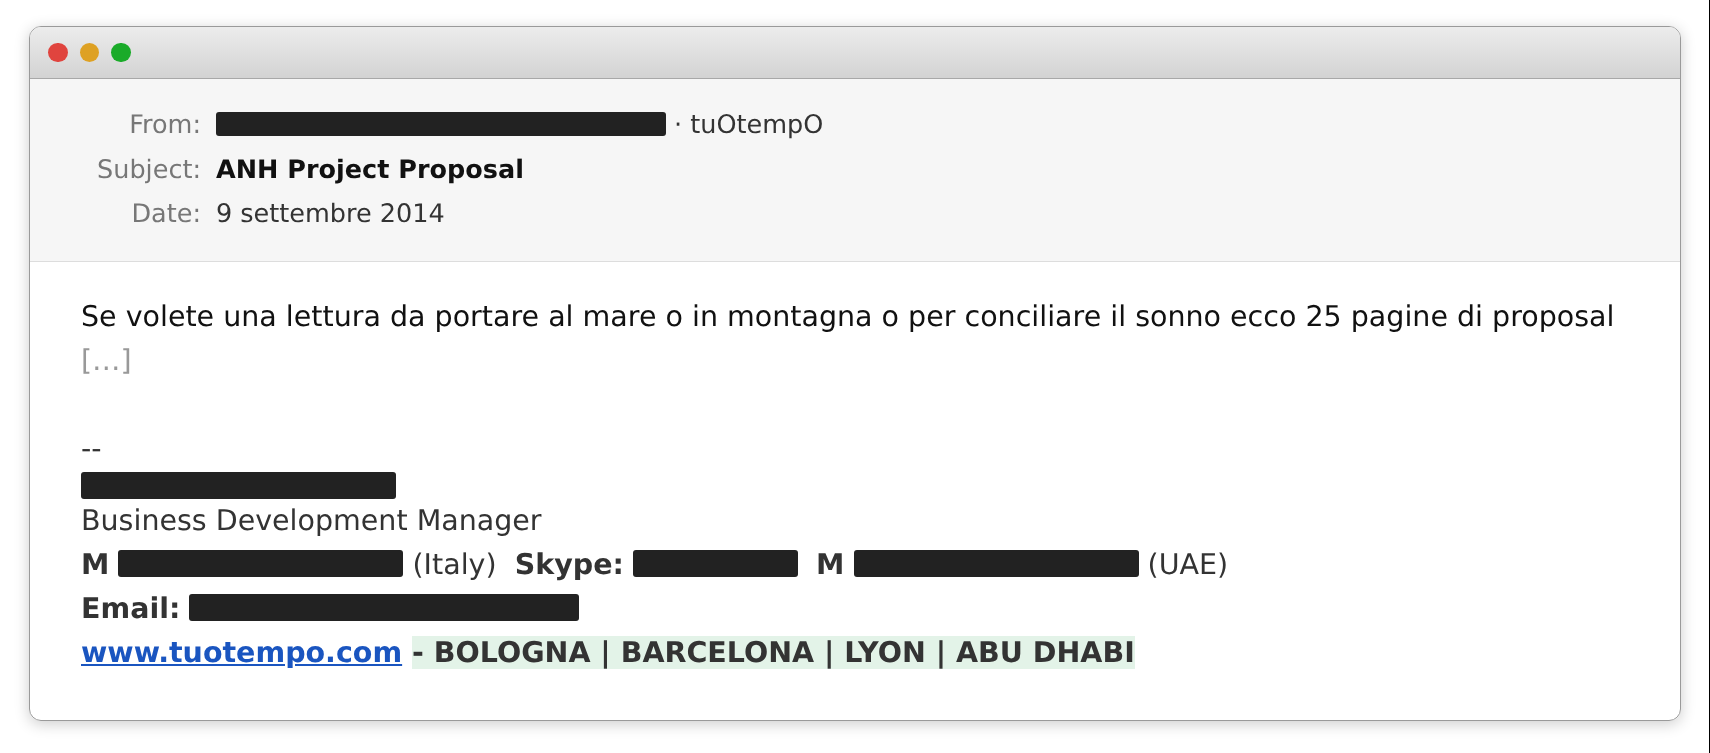 From: · tuOtempO
Subject: ANH Project Proposal
Date: 9 settembre 2014
Se volete una lettura da portare al mare o in montagna o per conciliare il sonno ecco 25 pagine di proposal
[...]
--
Business Development Manager
M (Italy) Skype: M (UAE)
Email:
www.tuotempo.com - BOLOGNA | BARCELONA | LYON | ABU DHABI